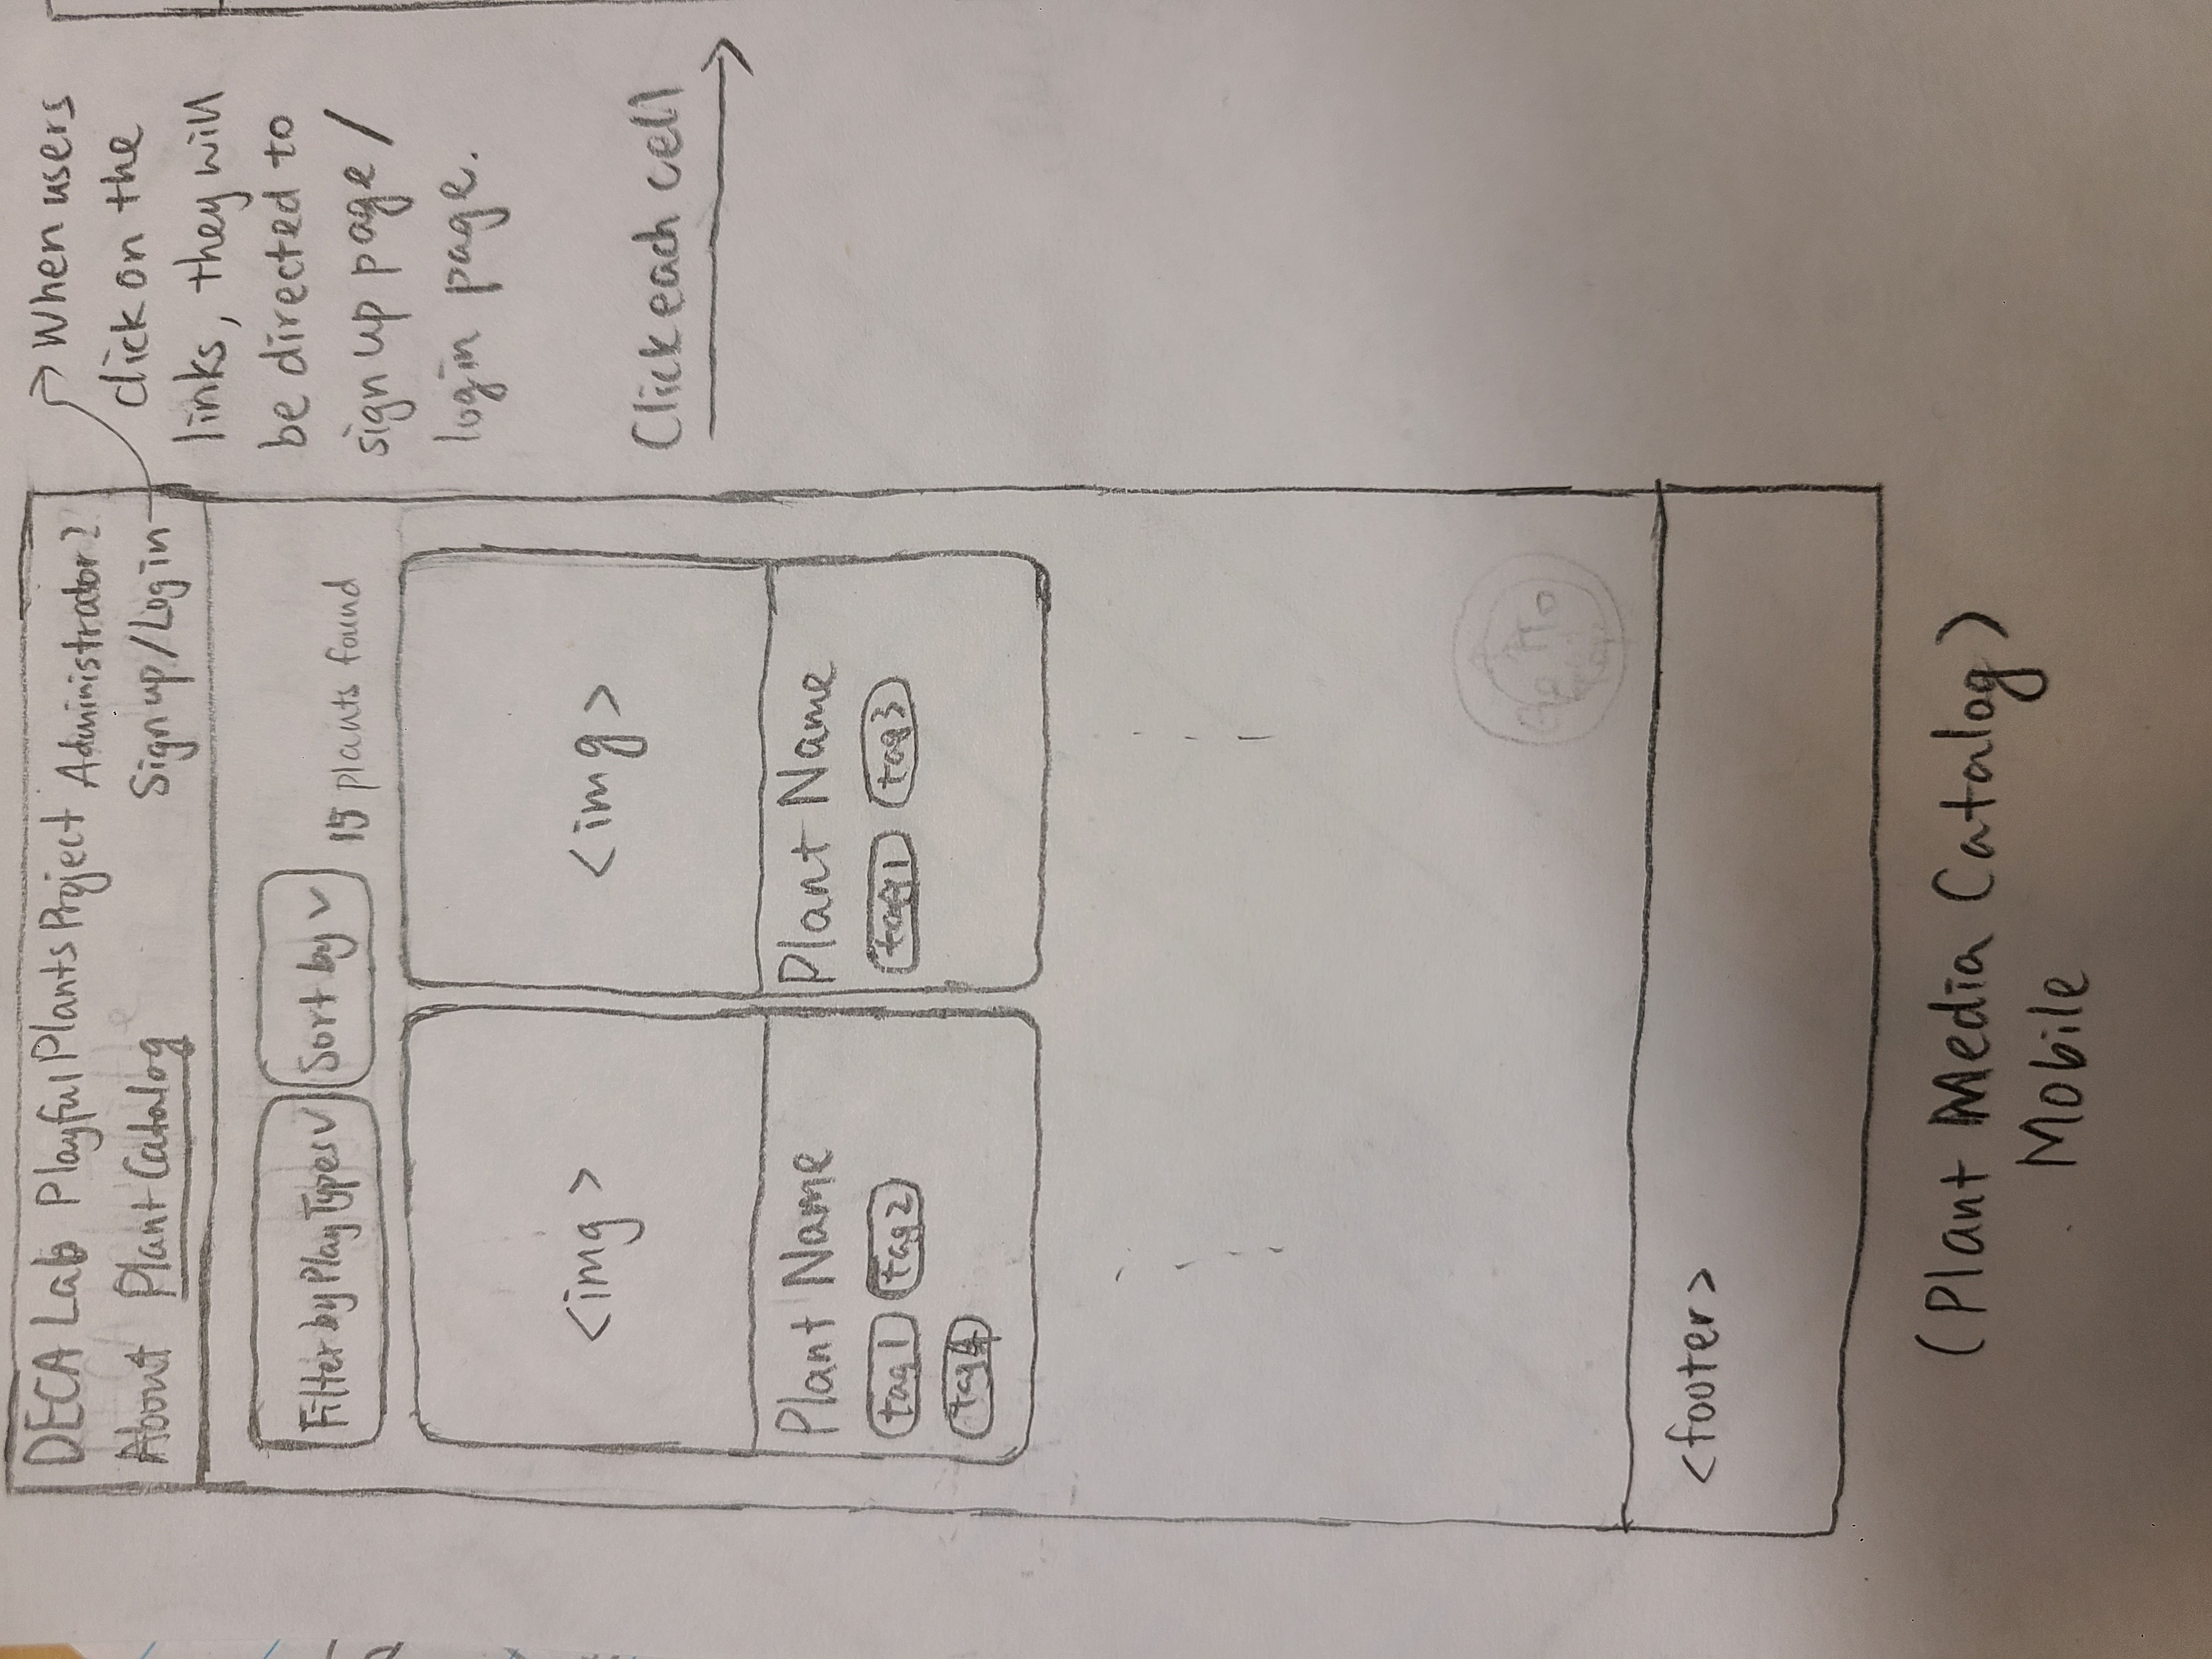 DECA Lab Playful Plants Project Administrator?
About Plant Catalog Sign up / Log in
When users
click on the
links, they will
be directed to
sign up page /
login page.
Filter by Play Types ∨ Sort by ∨ 15 plants found
<img> <img>
Click each cell
Plant Name Plant Name
tag1 tag2 tag1 tag3
tag4
Go To
Top
<footer>
(Plant Media Catalog)
Mobile